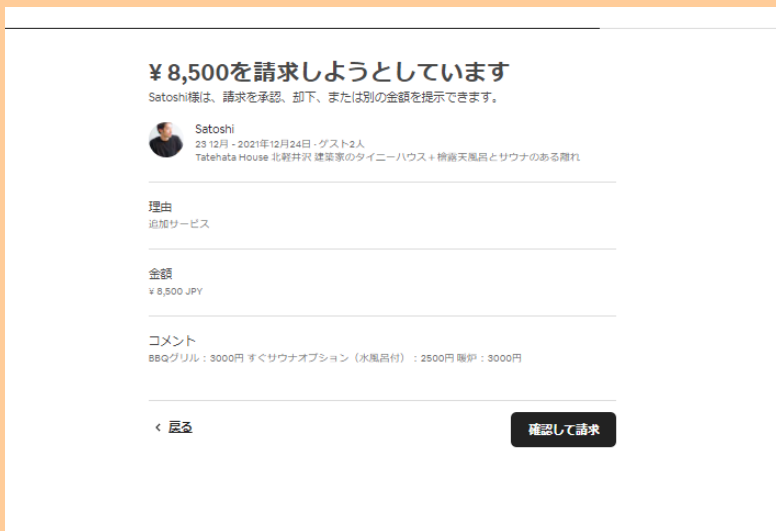 ¥8,500を請求しようとしています
Satoshi様は、請求を承認、却下、または別の金額を提示できます。
Satoshi
23 12月 - 2021年12月24日 · ゲスト2人
Tatehata House 北軽井沢 建築家のタイニーハウス + 檜露天風呂とサウナのある離れ
理由
追加サービス
金額
¥ 8,500 JPY
コメント
BBQグリル：3000円 すぐサウナオプション（水風呂付）：2500円 暖炉：3000円
戻る
確認して請求